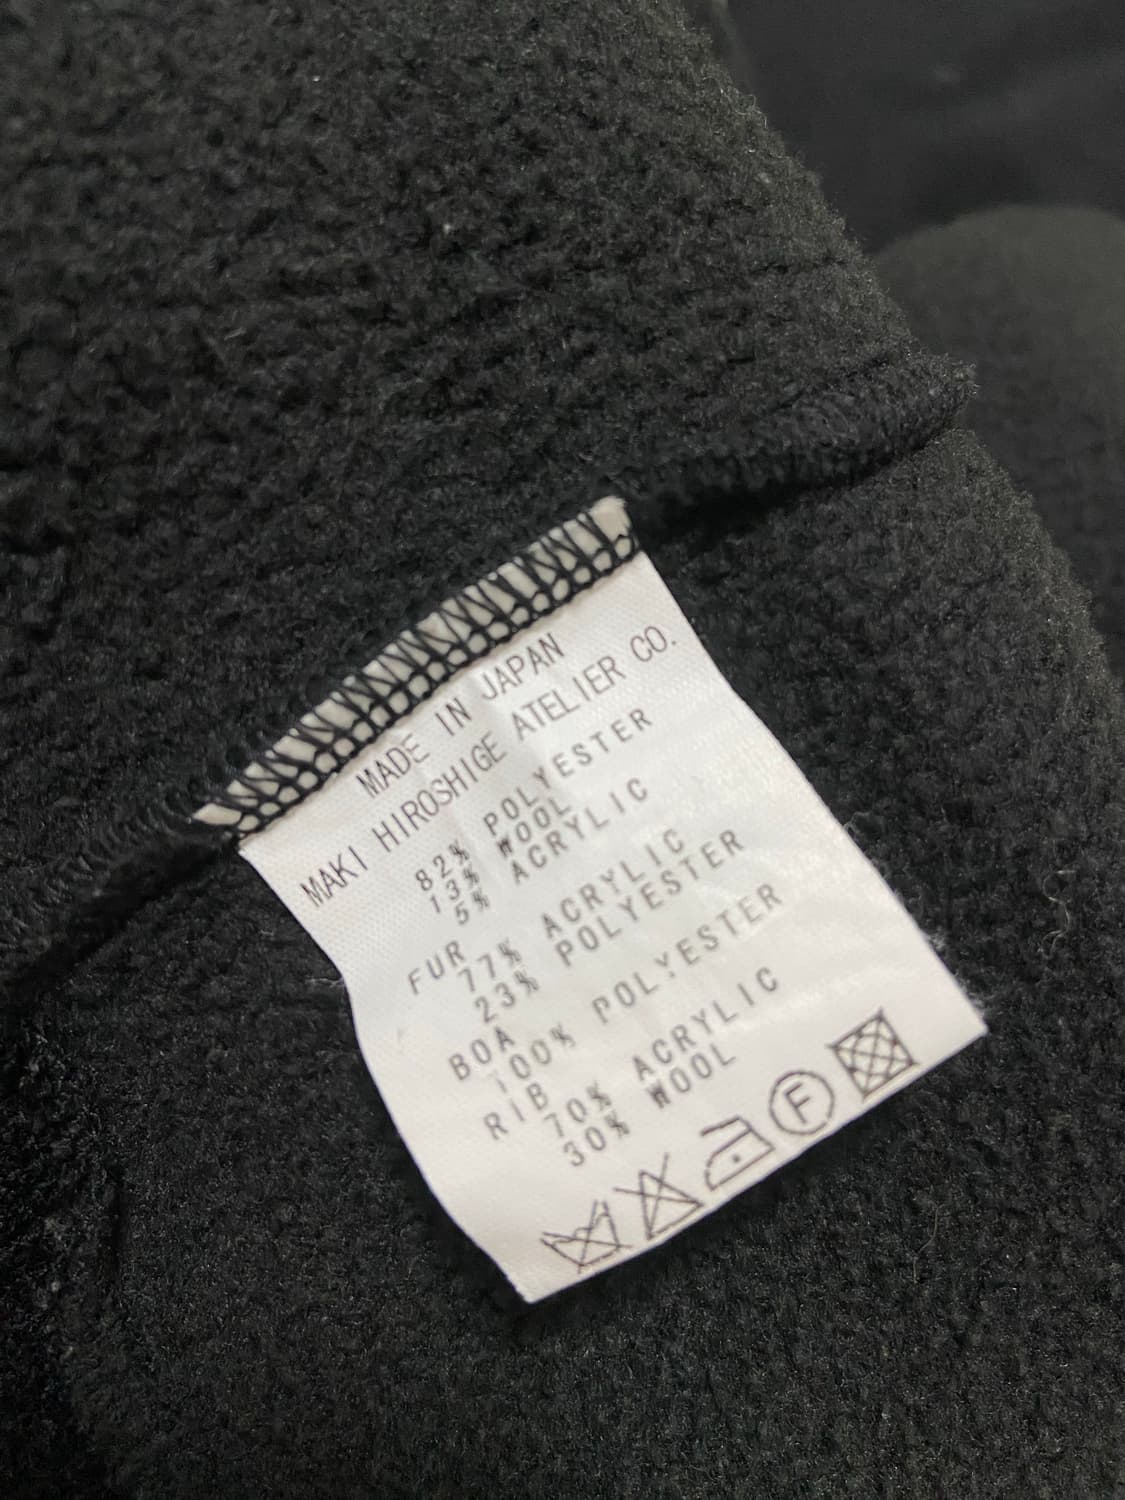 MADE IN JAPAN
MAKI HIROSHIGE ATELIER CO.
82% POLYESTER
13% WOOL
5% ACRYLIC
FUR
77% ACRYLIC
23% POLYESTER
BOA
100% POLYESTER
RIB
70% ACRYLIC
30% WOOL
F